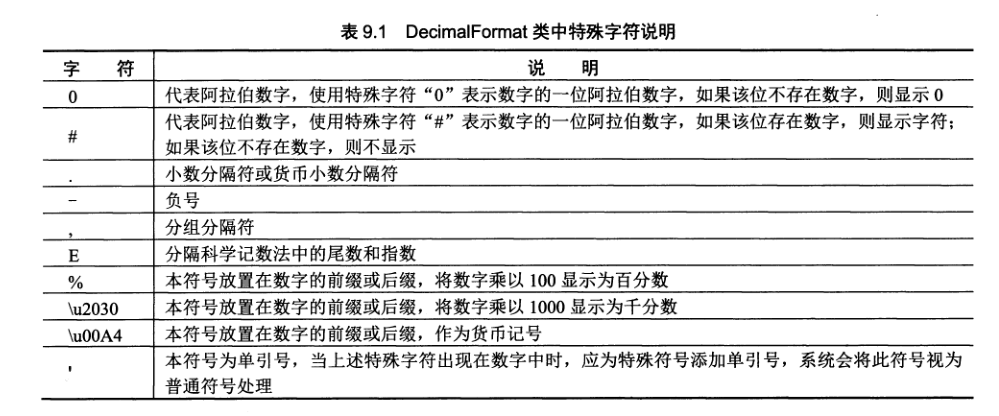 表 9.1 DecimalFormat 类中特殊字符说明
字 符 说 明
0 代表阿拉伯数字，使用特殊字符“0”表示数字的一位阿拉伯数字，如果该位不存在数字，则显示 0
# 代表阿拉伯数字，使用特殊字符“#”表示数字的一位阿拉伯数字，如果该位存在数字，则显示字符；
如果该位不存在数字，则不显示
. 小数分隔符或货币小数分隔符
- 负号
, 分组分隔符
E 分隔科学记数法中的尾数和指数
% 本符号放置在数字的前缀或后缀，将数字乘以 100 显示为百分数
\u2030 本符号放置在数字的前缀或后缀，将数字乘以 1000 显示为千分数
\u00A4 本符号放置在数字的前缀或后缀，作为货币记号
' 本符号为单引号，当上述特殊字符出现在数字中时，应为特殊符号添加单引号，系统会将此符号视为
普通符号处理